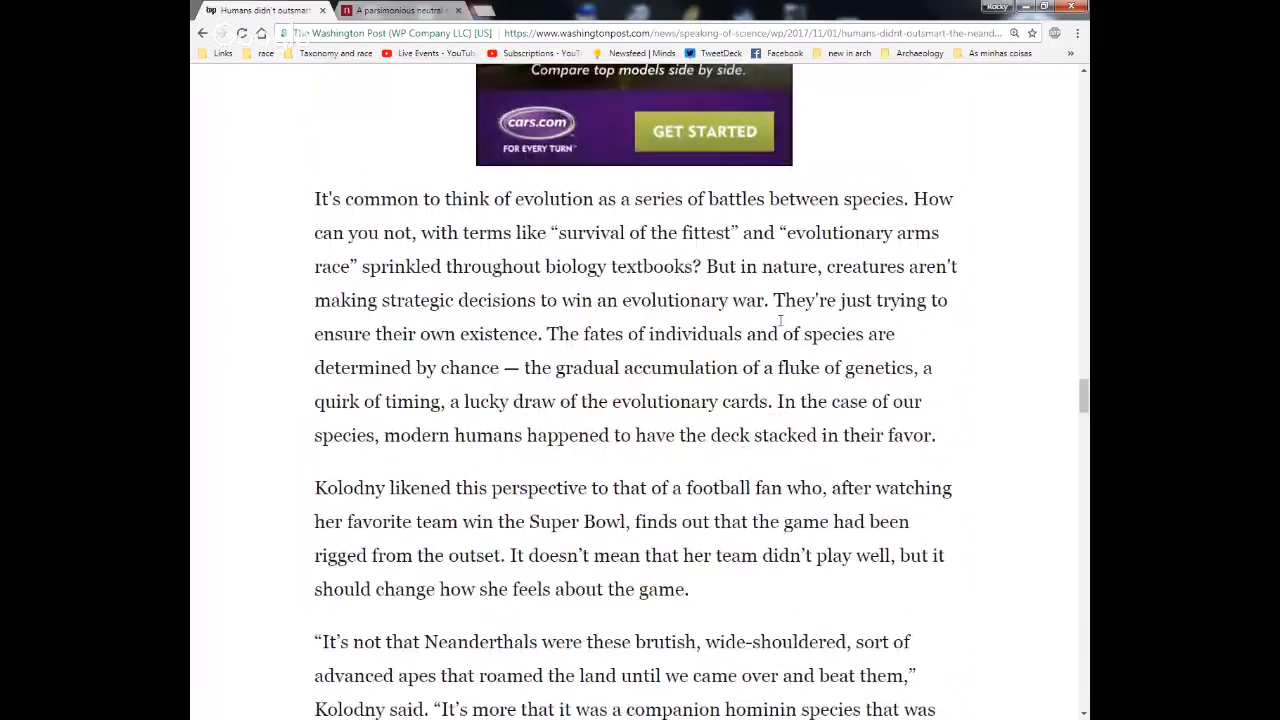 Humans didn't outsmar
A parsimonious neutral
Rocky
The Washington Post (WP Company LLC) [US]
https://www.washingtonpost.com/news/speaking-of-science/wp/2017/11/01/humans-didnt-outsmart-the-neand...
Links
race
Taxonomy and race
Live Events - YouTu
Subscriptions - YouT
Newsfeed | Minds
TweetDeck
Facebook
new in arch
Archaeology
As minhas coisas
Compare top models side by side.
cars.com
FOR EVERY TURN™
GET STARTED
It's common to think of evolution as a series of battles between species. How
can you not, with terms like “survival of the fittest” and “evolutionary arms
race” sprinkled throughout biology textbooks? But in nature, creatures aren't
making strategic decisions to win an evolutionary war. They're just trying to
ensure their own existence. The fates of individuals and of species are
determined by chance — the gradual accumulation of a fluke of genetics, a
quirk of timing, a lucky draw of the evolutionary cards. In the case of our
species, modern humans happened to have the deck stacked in their favor.
Kolodny likened this perspective to that of a football fan who, after watching
her favorite team win the Super Bowl, finds out that the game had been
rigged from the outset. It doesn’t mean that her team didn’t play well, but it
should change how she feels about the game.
“It’s not that Neanderthals were these brutish, wide-shouldered, sort of
advanced apes that roamed the land until we came over and beat them,”
Kolodny said. “It’s more that it was a companion hominin species that was